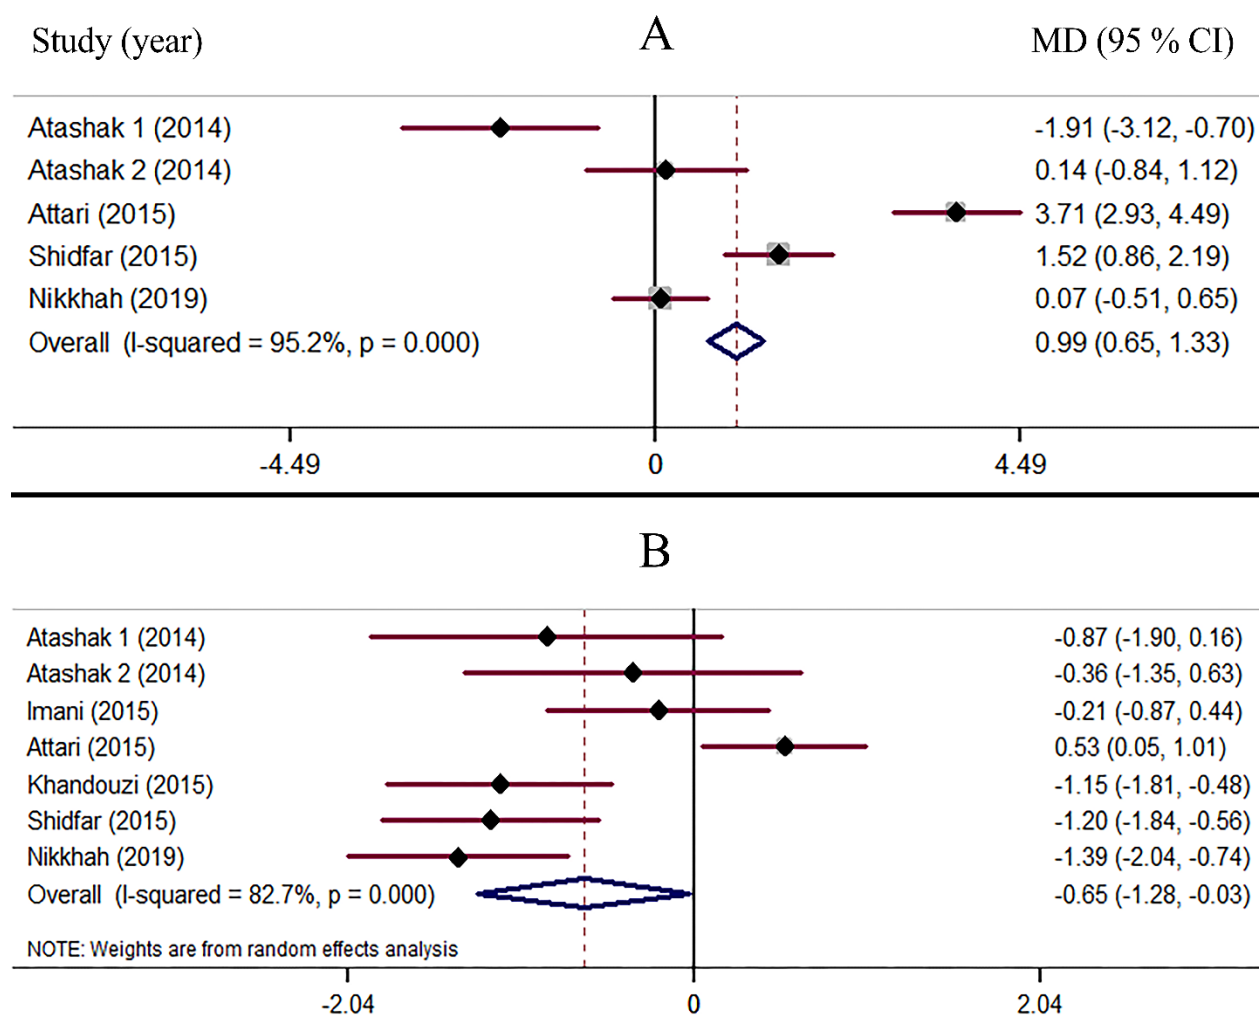 Study (year) A MD (95 % CI)
Atashak 1 (2014) -1.91 (-3.12, -0.70)
Atashak 2 (2014) 0.14 (-0.84, 1.12)
Attari (2015) 3.71 (2.93, 4.49)
Shidfar (2015) 1.52 (0.86, 2.19)
Nikkhah (2019) 0.07 (-0.51, 0.65)
Overall (I-squared = 95.2%, p = 0.000) 0.99 (0.65, 1.33)
-4.49 0 4.49
B
Atashak 1 (2014) -0.87 (-1.90, 0.16)
Atashak 2 (2014) -0.36 (-1.35, 0.63)
Imani (2015) -0.21 (-0.87, 0.44)
Attari (2015) 0.53 (0.05, 1.01)
Khandouzi (2015) -1.15 (-1.81, -0.48)
Shidfar (2015) -1.20 (-1.84, -0.56)
Nikkhah (2019) -1.39 (-2.04, -0.74)
Overall (I-squared = 82.7%, p = 0.000) -0.65 (-1.28, -0.03)
NOTE: Weights are from random effects analysis
-2.04 0 2.04